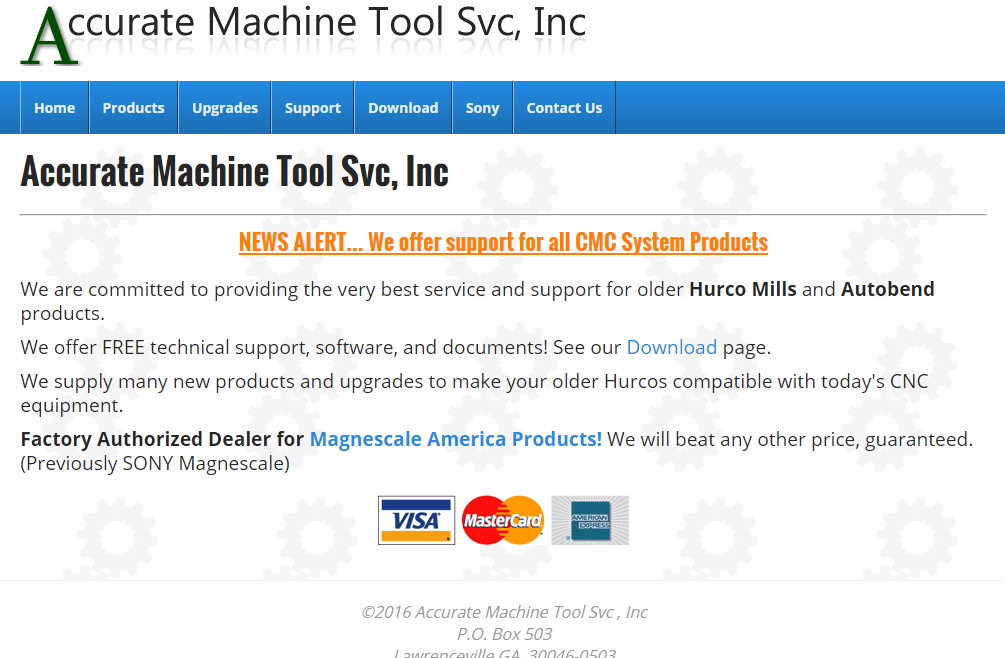 Accurate Machine Tool Svc, Inc
Home Products Upgrades Support Download Sony Contact Us
Accurate Machine Tool Svc, Inc
NEWS ALERT... We offer support for all CMC System Products
We are committed to providing the very best service and support for older Hurco Mills and Autobend
products.
We offer FREE technical support, software, and documents! See our Download page.
We supply many new products and upgrades to make your older Hurcos compatible with today's CNC
equipment.
Factory Authorized Dealer for Magnescale America Products! We will beat any other price, guaranteed.
(Previously SONY Magnescale)
VISA MasterCard AMERICAN EXPRESS
©2016 Accurate Machine Tool Svc , Inc
P.O. Box 503
Lawrenceville GA, 30046-0503